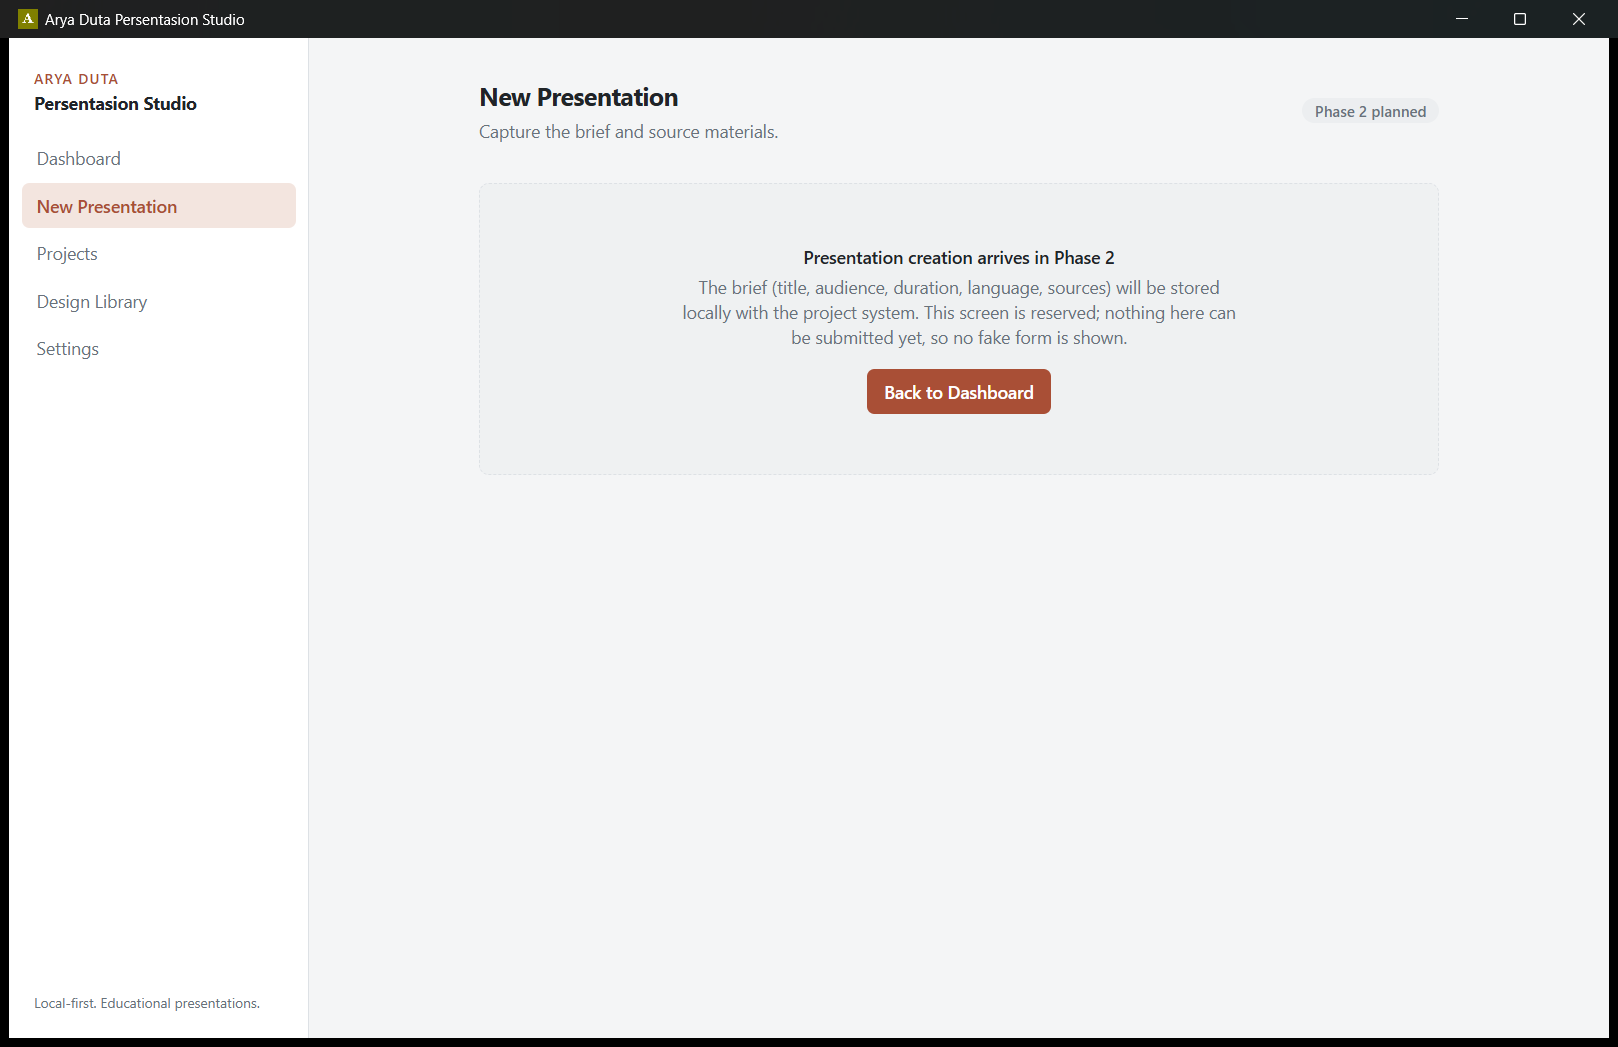 A Arya Duta Persentasion Studio
ARYA DUTA
Persentasion Studio
Dashboard
New Presentation
Projects
Design Library
Settings
Local-first. Educational presentations.
New Presentation
Capture the brief and source materials.
Phase 2 planned
Presentation creation arrives in Phase 2
The brief (title, audience, duration, language, sources) will be stored
locally with the project system. This screen is reserved; nothing here can
be submitted yet, so no fake form is shown.
Back to Dashboard